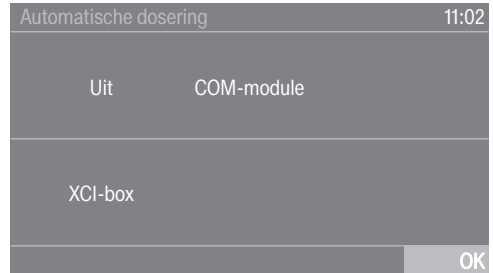 Automatische dosering 11:02
Uit COM-module
XCI-box
OK